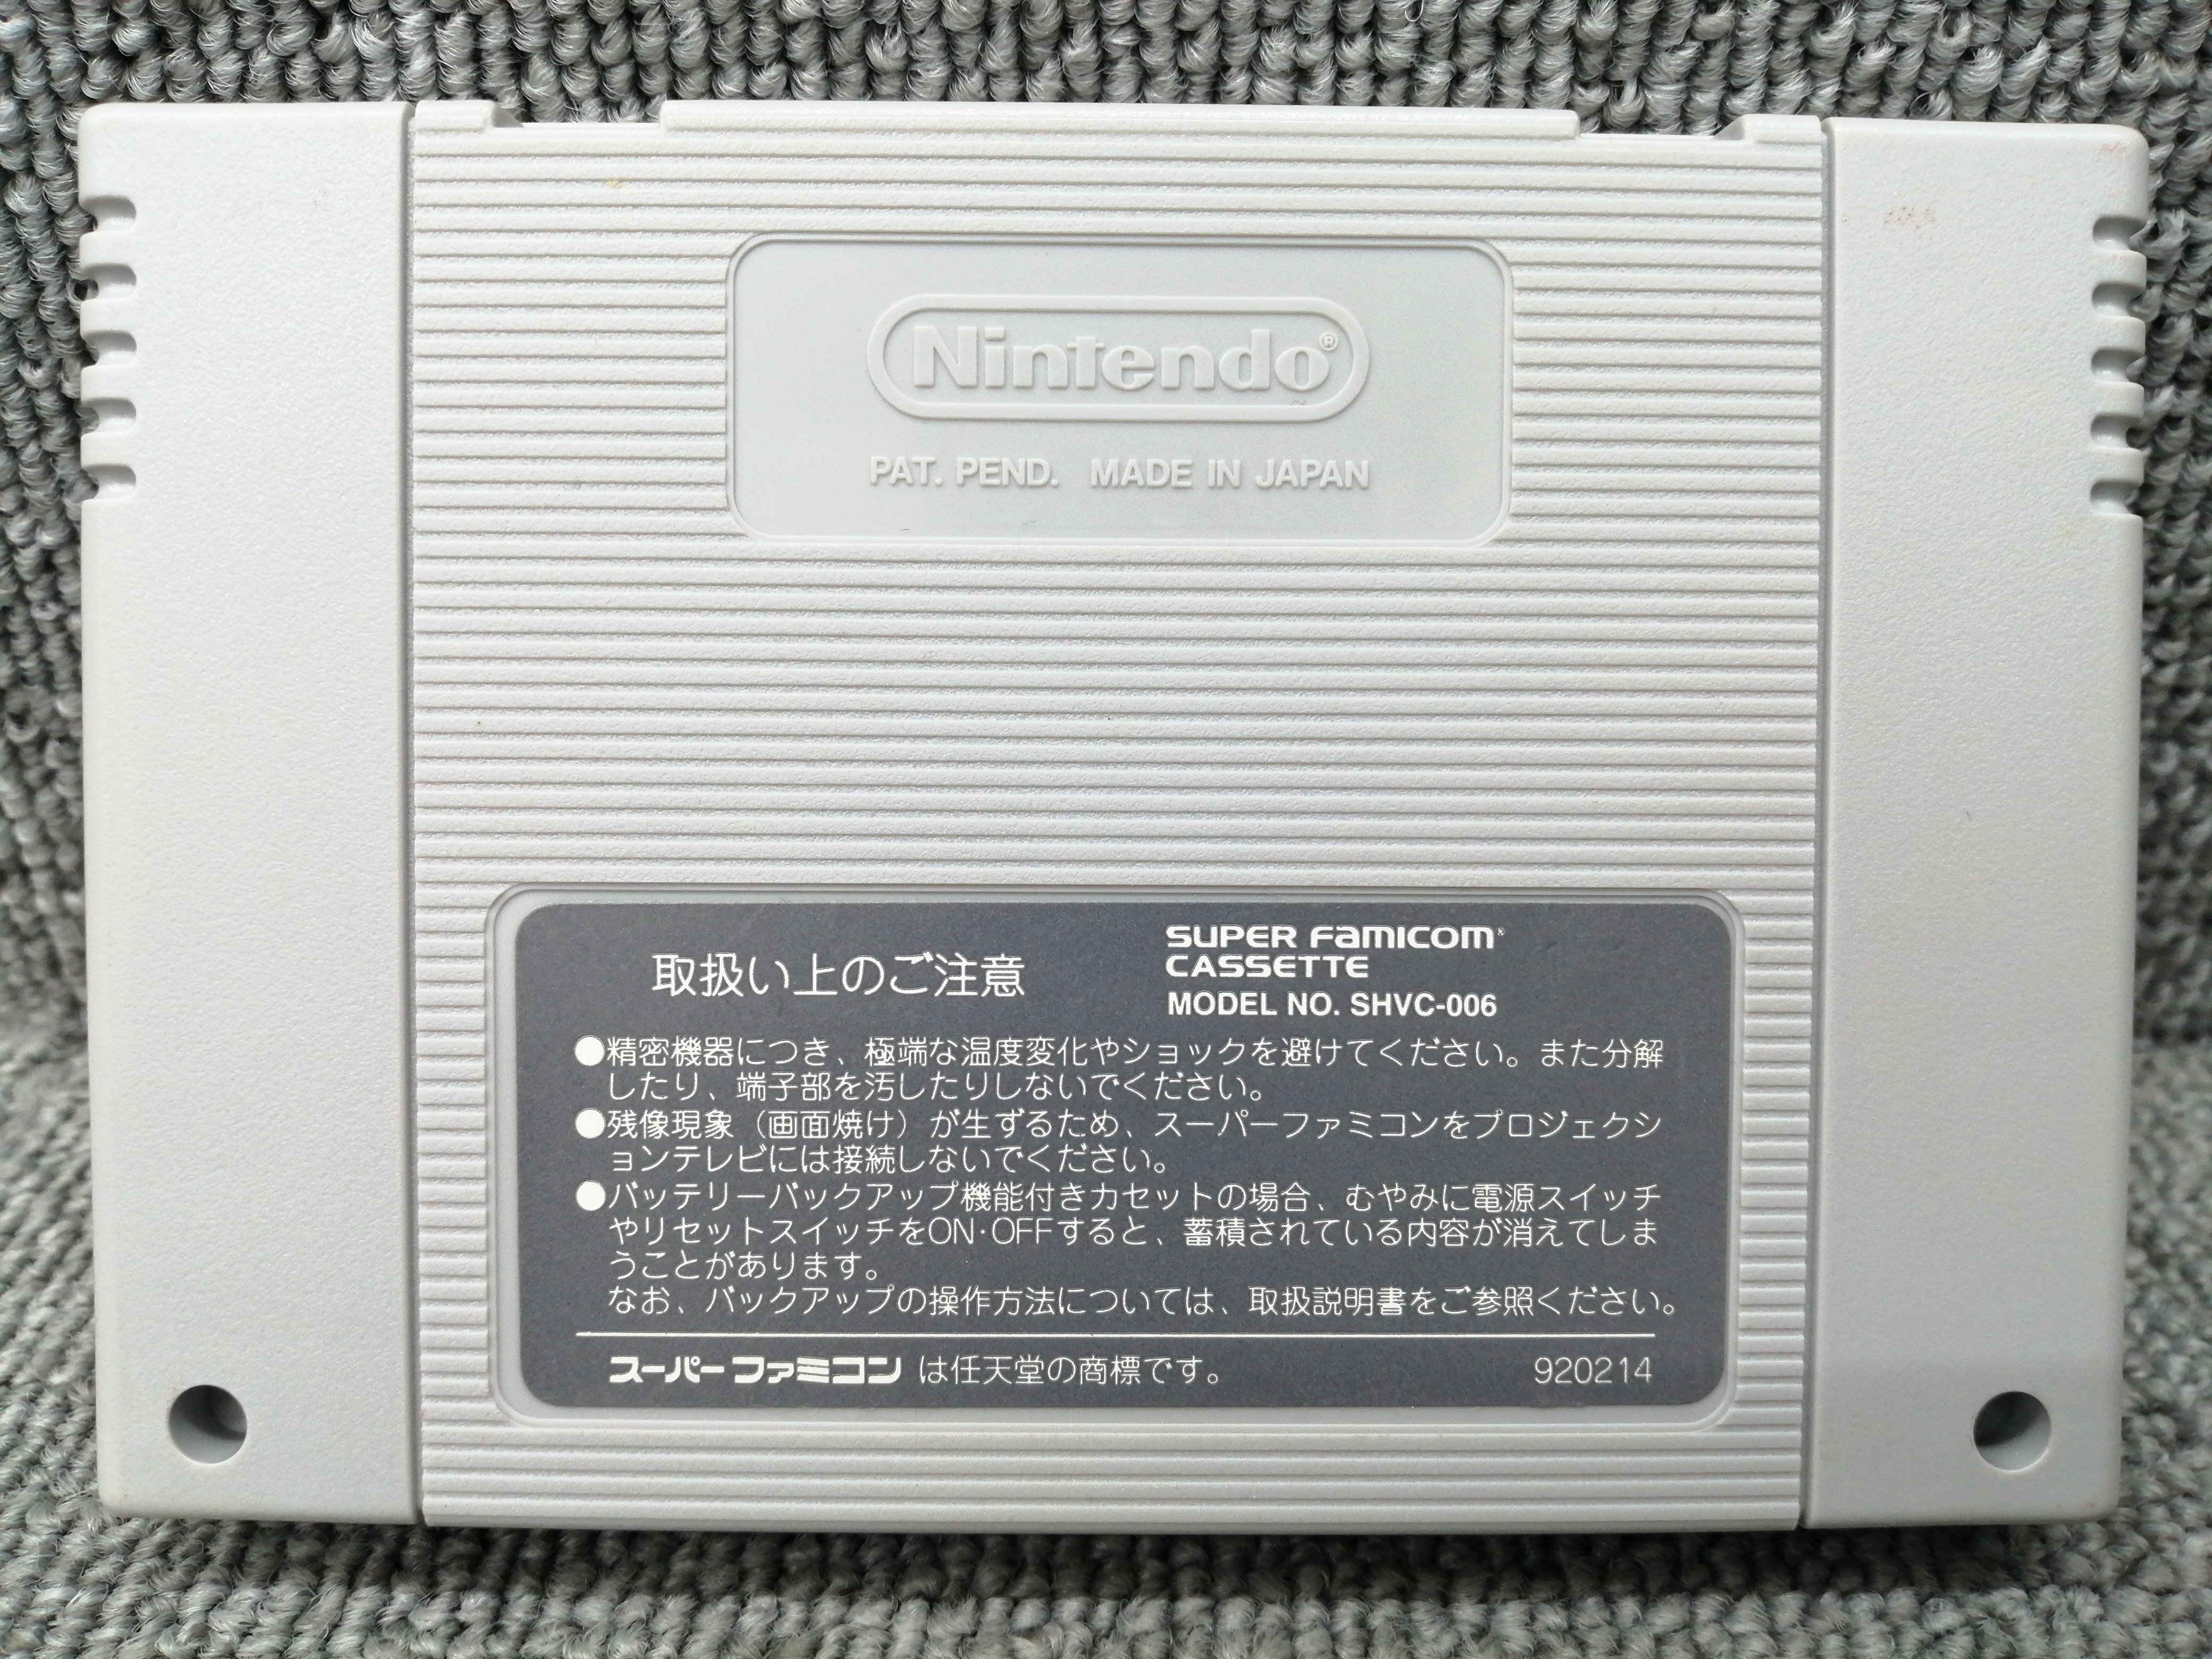 Nintendo®
PAT. PEND. MADE IN JAPAN
取扱い上のご注意
SUPER FAMICOM®
CASSETTE
MODEL NO. SHVC-006
●精密機器につき、極端な温度変化やショックを避けてください。また分解
したり、端子部を汚したりしないでください。
●残像現象（画面焼け）が生ずるため、スーパーファミコンをプロジェクシ
ョンテレビには接続しないでください。
●バッテリーバックアップ機能付きカセットの場合、むやみに電源スイッチ
やリセットスイッチをON·OFFすると、蓄積されている内容が消えてしま
うことがあります。
なお、バックアップの操作方法については、取扱説明書をご参照ください。
スーパーファミコンは任天堂の商標です。 920214